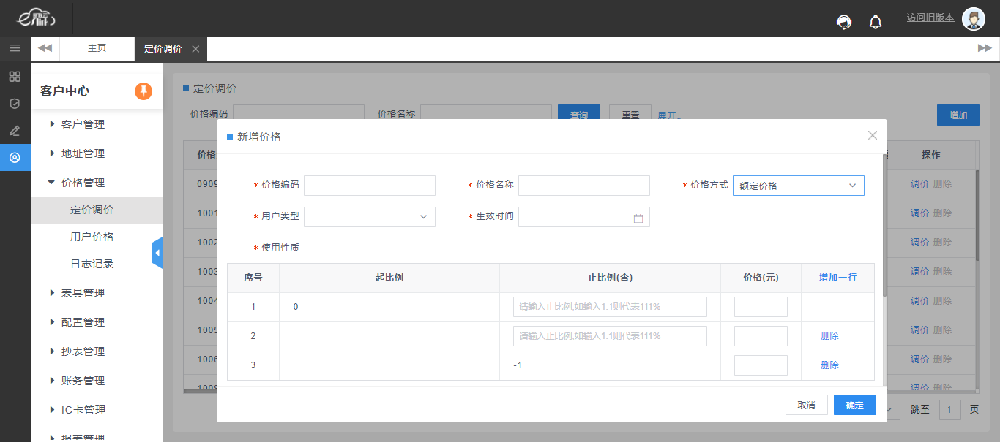 访问旧版本
主页
定价调价
客户中心
客户管理
地址管理
价格管理
定价调价
用户价格
日志记录
表具管理
配置管理
抄表管理
账务管理
IC卡管理
报表管理
定价调价
价格编码
价格名称
查询
重置
展开↓
增加
价格
操作
0909
调价 删除
1001
调价 删除
1002
调价 删除
1003
调价 删除
1004
调价 删除
1005
调价 删除
1006
调价 删除
1008
调价 删除
跳至 1 页
新增价格
* 价格编码
* 价格名称
* 价格方式 额定价格
* 用户类型
* 生效时间
* 使用性质
序号 起比例 止比例(含) 价格(元) 增加一行
1 0 请输入止比例,如输入1.1则代表111%
2 请输入止比例,如输入1.1则代表111% 删除
3 -1 删除
取消 确定